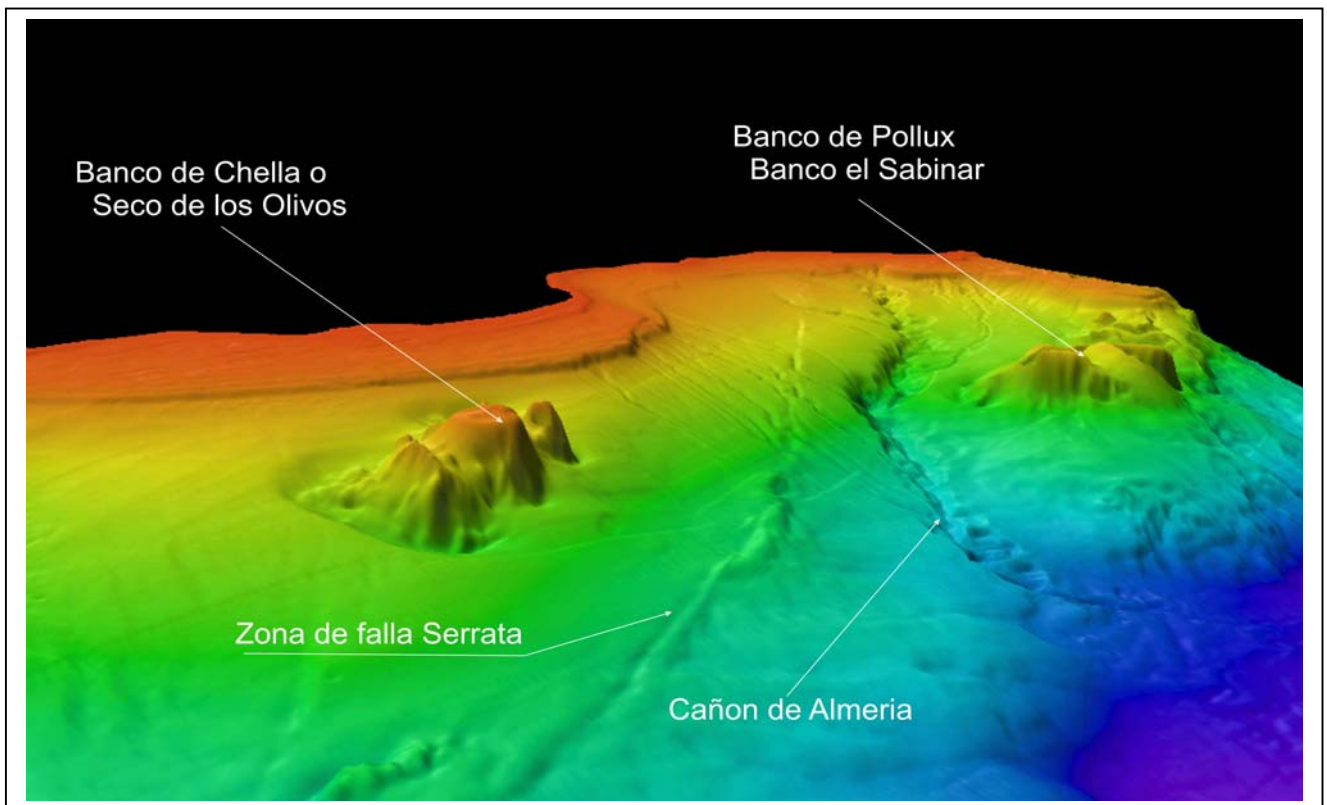 Banco de Pollux
Banco el Sabinar
Banco de Chella o
Seco de los Olivos
Zona de falla Serrata
Cañon de Almeria